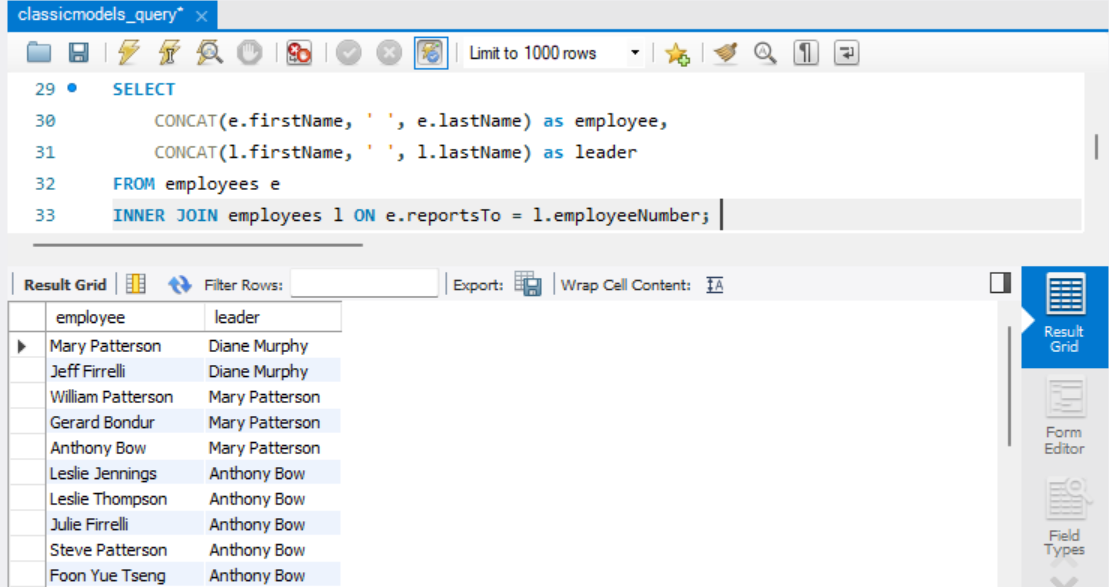 classicmodels_query* ×
Limit to 1000 rows
29 SELECT
30 CONCAT(e.firstName, ' ', e.lastName) as employee,
31 CONCAT(l.firstName, ' ', l.lastName) as leader
32 FROM employees e
33 INNER JOIN employees l ON e.reportsTo = l.employeeNumber;
Result Grid Filter Rows: Export: Wrap Cell Content: IA
employee leader
Mary Patterson Diane Murphy
Jeff Firrelli Diane Murphy
William Patterson Mary Patterson
Gerard Bondur Mary Patterson
Anthony Bow Mary Patterson
Leslie Jennings Anthony Bow
Leslie Thompson Anthony Bow
Julie Firrelli Anthony Bow
Steve Patterson Anthony Bow
Foon Yue Tseng Anthony Bow
Result
Grid
Form
Editor
Field
Types